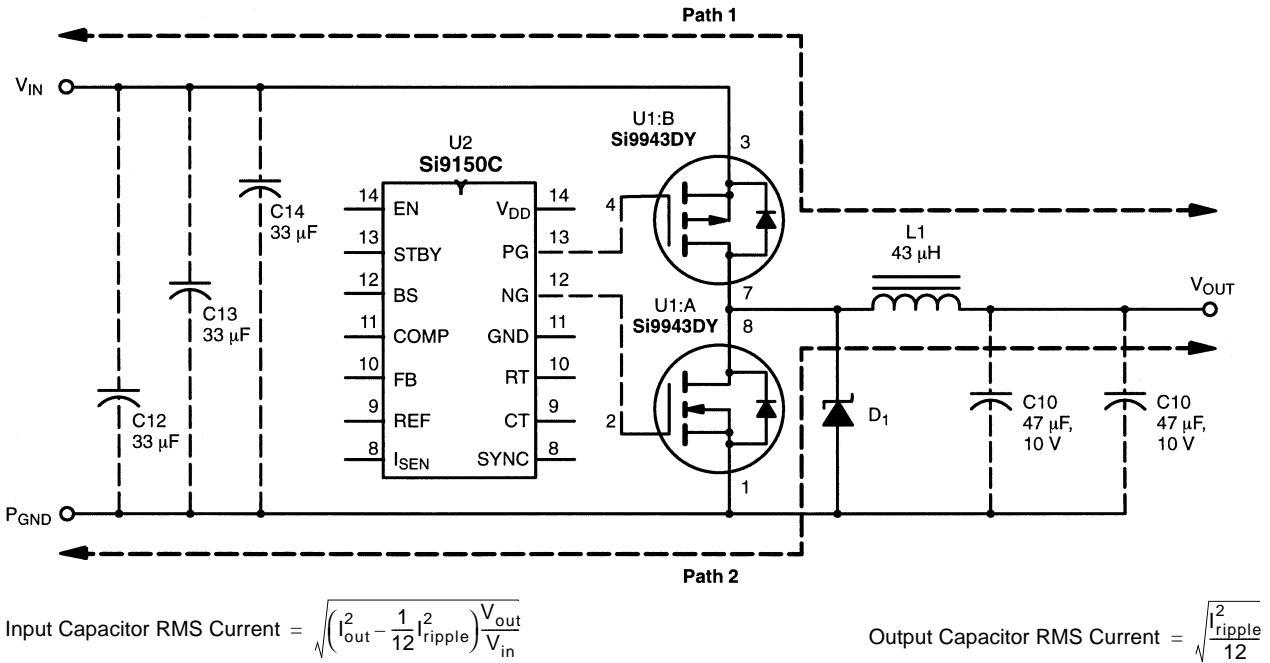 Path 1
V_IN
U1:B
Si9943DY
3
U2
Si9150C
C14
33 μF
14 EN V_DD 14
4
13 STBY PG 13
L1
43 μH
12 BS NG 12
7
V_OUT
C13
33 μF
U1:A
Si9943DY
8
11 COMP GND 11
10 FB RT 10
C12
33 μF
9 REF CT 9
2
D1
C10
47 μF,
10 V
C10
47 μF,
10 V
8 I_SEN SYNC 8
1
P_GND
Path 2
Input Capacitor RMS Current = √((I²_out − 1/12 I²_ripple) V_out/V_in)
Output Capacitor RMS Current = √(I²_ripple/12)